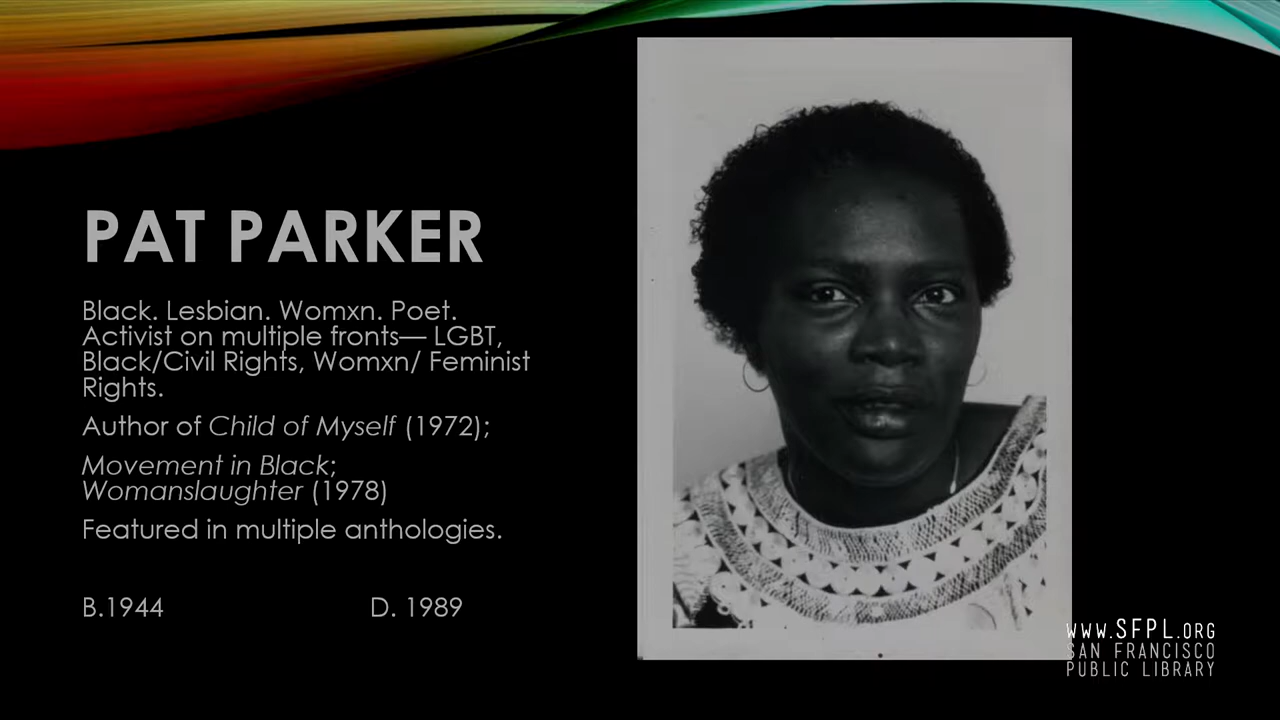 PAT PARKER
Black. Lesbian. Womxn. Poet.
Activist on multiple fronts— LGBT,
Black/Civil Rights, Womxn/ Feminist
Rights.
Author of Child of Myself (1972);
Movement in Black;
Womanslaughter (1978)
Featured in multiple anthologies.
B.1944 D. 1989
WWW.SFPL.ORG
SAN FRANCISCO
PUBLIC LIBRARY